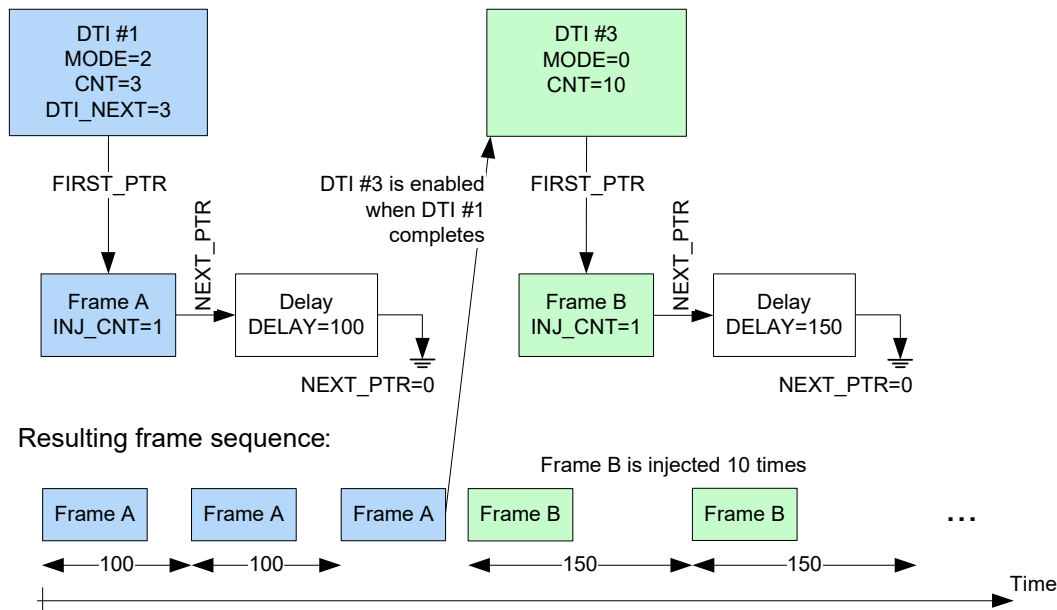 DTI #1
MODE=2
CNT=3
DTI_NEXT=3
DTI #3
MODE=0
CNT=10
FIRST_PTR
NEXT_PTR
DTI #3 is enabled
when DTI #1
completes
FIRST_PTR
NEXT_PTR
Frame A
INJ_CNT=1
Delay
DELAY=100
NEXT_PTR=0
Frame B
INJ_CNT=1
Delay
DELAY=150
NEXT_PTR=0
Resulting frame sequence:
Frame B is injected 10 times
Frame A
Frame A
Frame A
Frame B
Frame B
...
100
100
150
150
Time